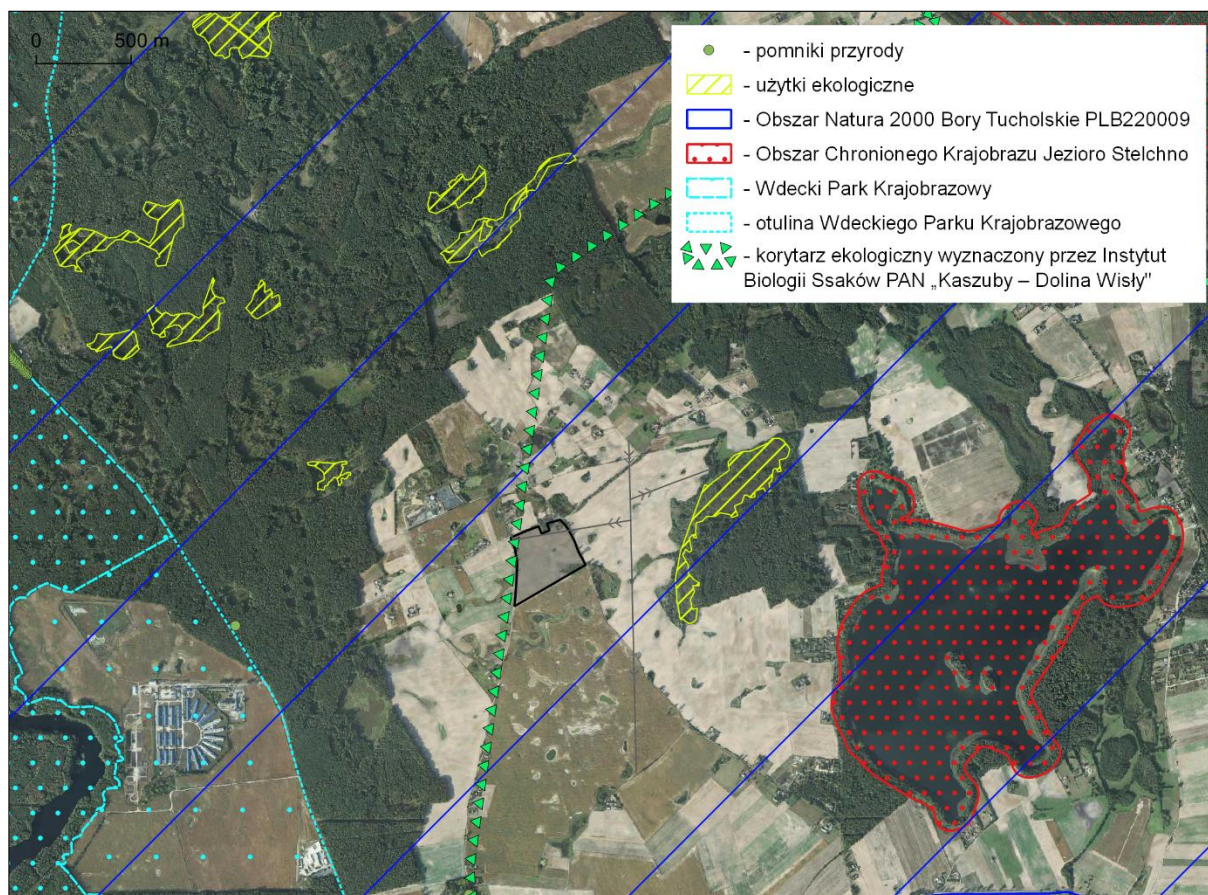 0 500 m
- pomniki przyrody
- użytki ekologiczne
- Obszar Natura 2000 Bory Tucholskie PLB220009
- Obszar Chronionego Krajobrazu Jezioro Stelchno
- Wdecki Park Krajobrazowy
- otulina Wdeckiego Parku Krajobrazowego
- korytarz ekologiczny wyznaczony przez Instytut
Biologii Ssaków PAN „Kaszuby – Dolina Wisły"